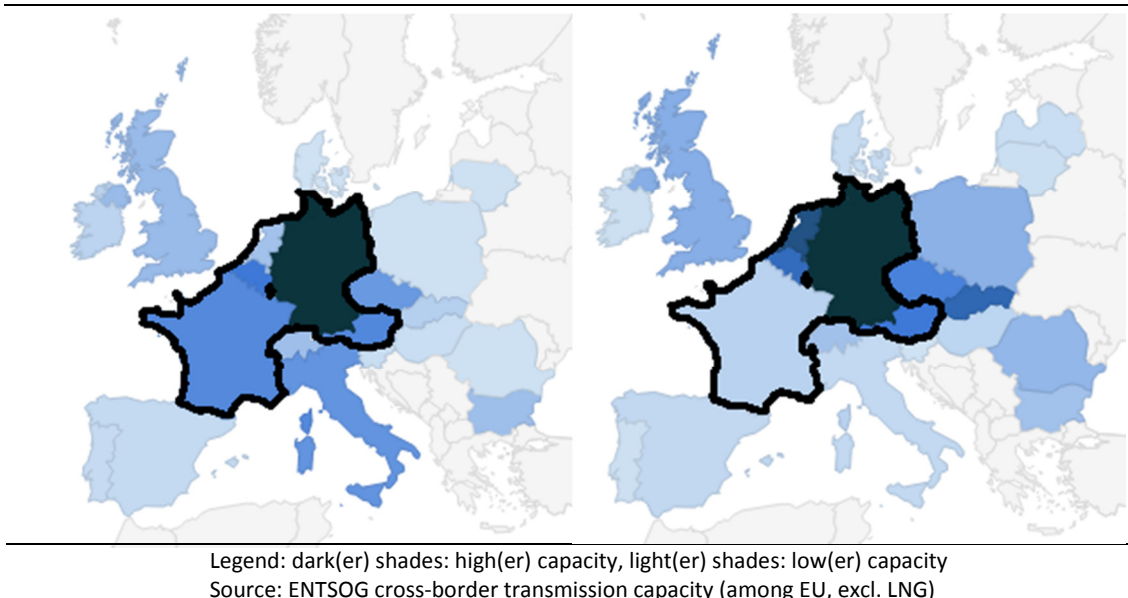 Legend: dark(er) shades: high(er) capacity, light(er) shades: low(er) capacity
Source: ENTSOG cross-border transmission capacity (among EU, excl. LNG)